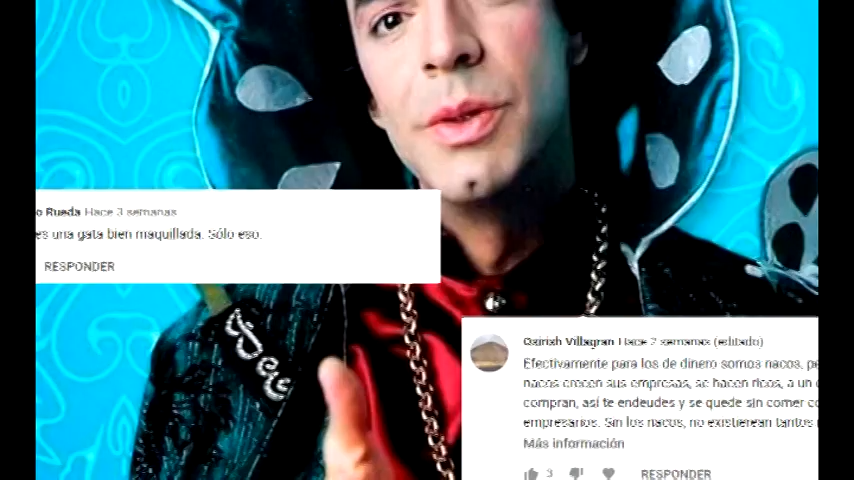 o Rueda Hace 3 semanas
es una gata bien maquillada. Sólo eso.
RESPONDER
Osirish Villagran Hace 2 semanas (editado)
Efectivamente para los de dinero somos nacos, pe
nacos crecen sus empresas, se hacen ricos, a un
compran, así te endeudes y se quede sin comer co
empresarios. Sin los nacos, no existierean tantos
Más información
3 RESPONDER